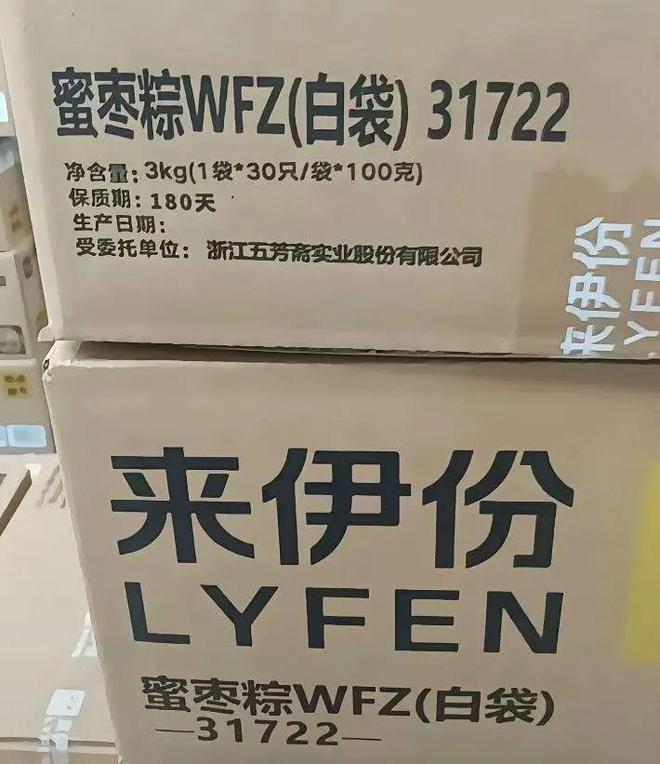 蜜枣粽WFZ(白袋) 31722
净含量: 3kg(1袋*30只/袋*100克)
保质期: 180天
生产日期:
受委托单位: 浙江五芳斋实业股份有限公司
来伊份
LYFEN
来伊份
LYFEN
蜜枣粽WFZ(白袋)
—31722—